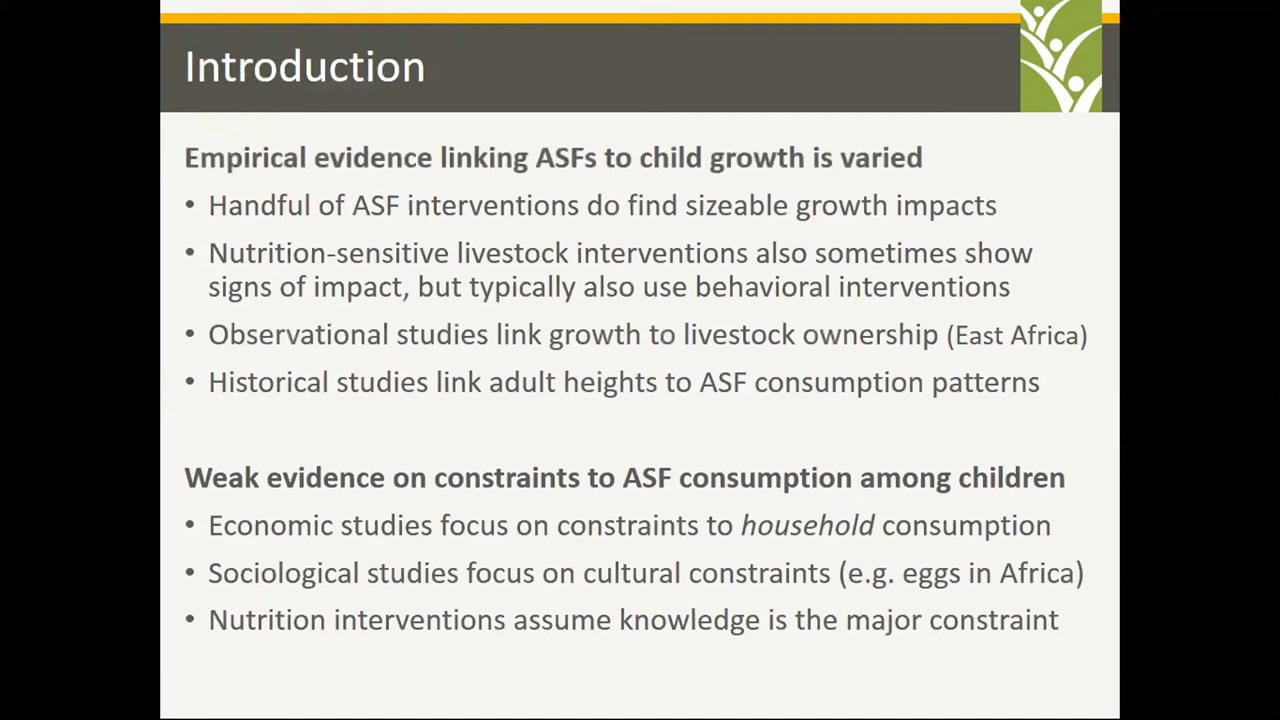 Introduction
Empirical evidence linking ASFs to child growth is varied
• Handful of ASF interventions do find sizeable growth impacts
• Nutrition-sensitive livestock interventions also sometimes show
signs of impact, but typically also use behavioral interventions
• Observational studies link growth to livestock ownership (East Africa)
• Historical studies link adult heights to ASF consumption patterns
Weak evidence on constraints to ASF consumption among children
• Economic studies focus on constraints to household consumption
• Sociological studies focus on cultural constraints (e.g. eggs in Africa)
• Nutrition interventions assume knowledge is the major constraint